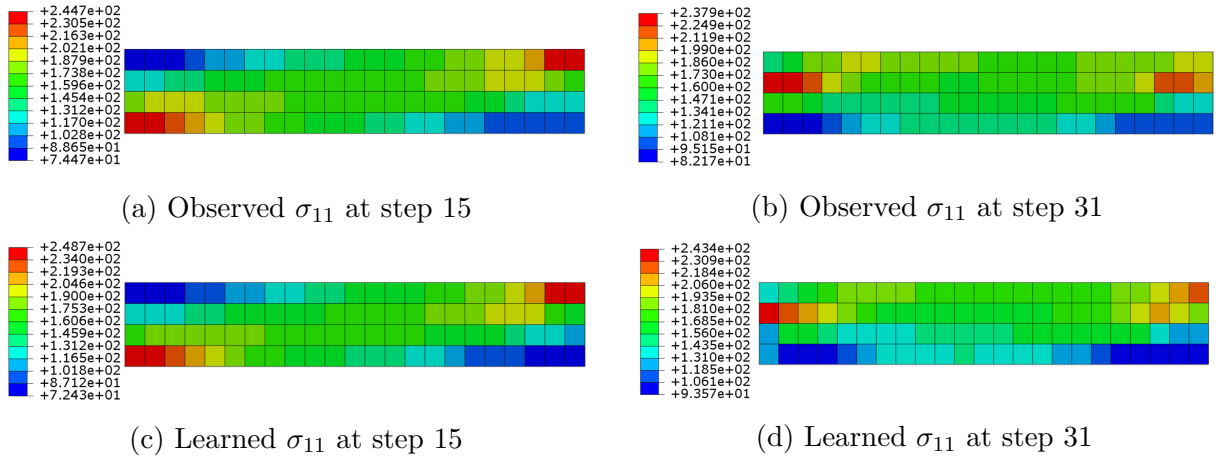 +2.447e+02
+2.305e+02
+2.163e+02
+2.021e+02
+1.879e+02
+1.738e+02
+1.596e+02
+1.454e+02
+1.312e+02
+1.170e+02
+1.028e+02
+8.865e+01
+7.447e+01
(a) Observed σ11 at step 15
+2.379e+02
+2.249e+02
+2.119e+02
+1.990e+02
+1.860e+02
+1.730e+02
+1.600e+02
+1.471e+02
+1.341e+02
+1.211e+02
+1.081e+02
+9.515e+01
+8.217e+01
(b) Observed σ11 at step 31
+2.487e+02
+2.340e+02
+2.193e+02
+2.046e+02
+1.900e+02
+1.753e+02
+1.606e+02
+1.459e+02
+1.312e+02
+1.165e+02
+1.018e+02
+8.712e+01
+7.243e+01
(c) Learned σ11 at step 15
+2.434e+02
+2.309e+02
+2.184e+02
+2.060e+02
+1.935e+02
+1.810e+02
+1.685e+02
+1.560e+02
+1.435e+02
+1.310e+02
+1.185e+02
+1.061e+02
+9.357e+01
(d) Learned σ11 at step 31